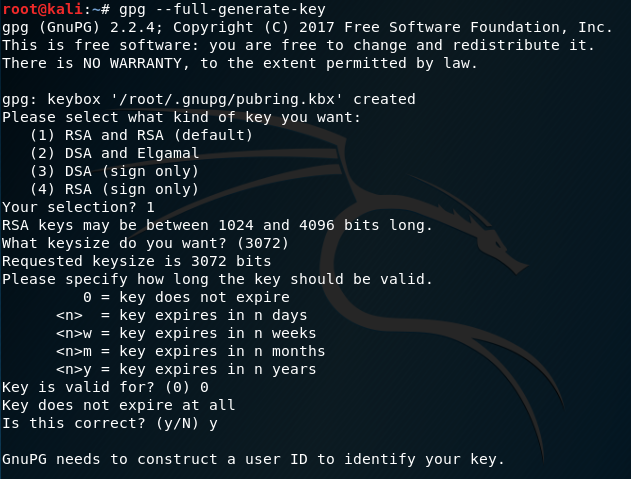 root@kali:~# gpg --full-generate-key
gpg (GnuPG) 2.2.4; Copyright (C) 2017 Free Software Foundation, Inc.
This is free software: you are free to change and redistribute it.
There is NO WARRANTY, to the extent permitted by law.

gpg: keybox '/root/.gnupg/pubring.kbx' created
Please select what kind of key you want:
   (1) RSA and RSA (default)
   (2) DSA and Elgamal
   (3) DSA (sign only)
   (4) RSA (sign only)
Your selection? 1
RSA keys may be between 1024 and 4096 bits long.
What keysize do you want? (3072)
Requested keysize is 3072 bits
Please specify how long the key should be valid.
         0 = key does not expire
      <n>  = key expires in n days
      <n>w = key expires in n weeks
      <n>m = key expires in n months
      <n>y = key expires in n years
Key is valid for? (0) 0
Key does not expire at all
Is this correct? (y/N) y

GnuPG needs to construct a user ID to identify your key.